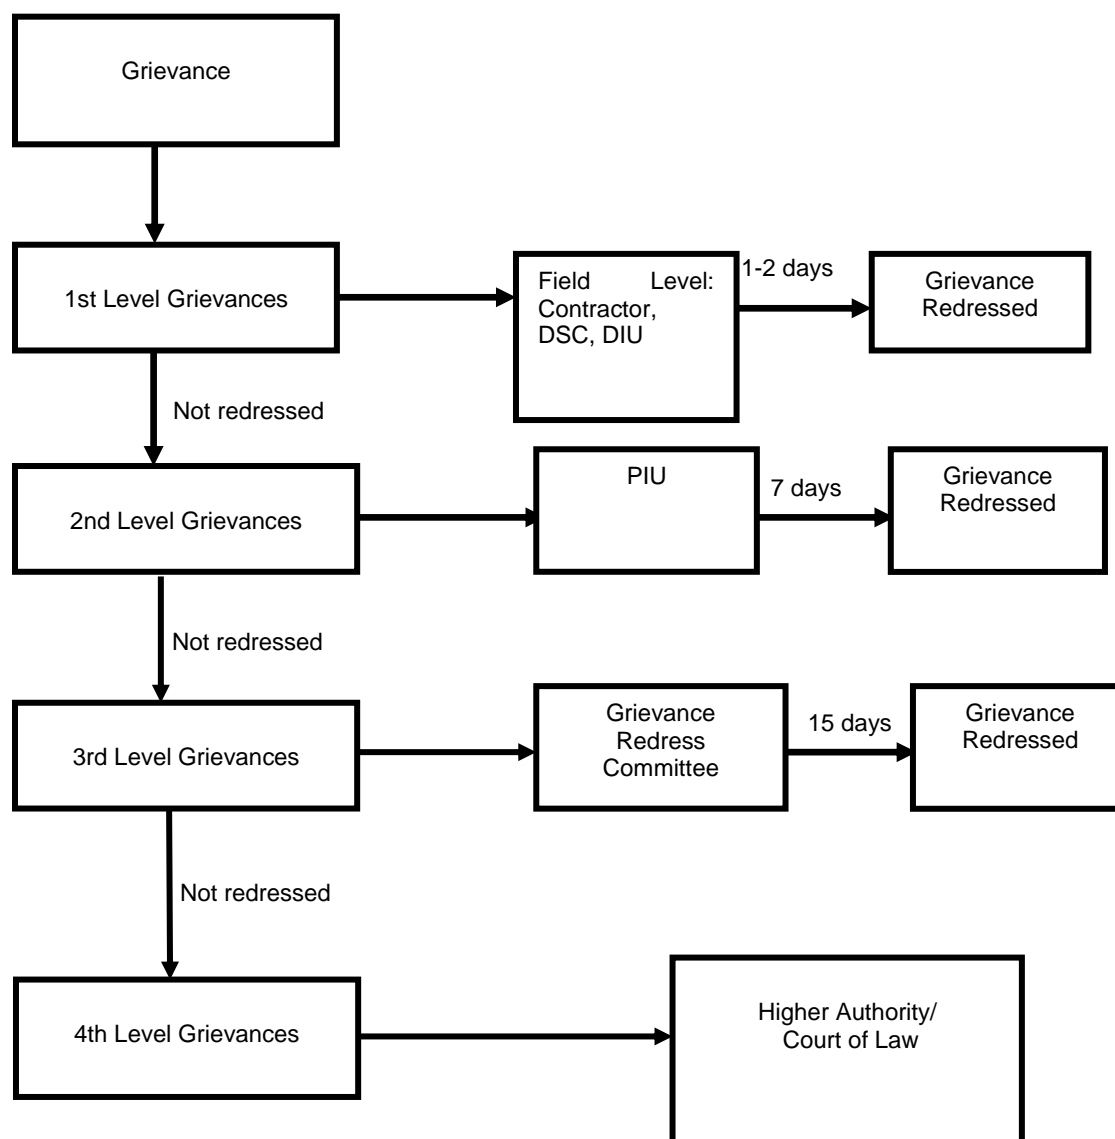 Grievance
1st Level Grievances
Field Level:
Contractor,
DSC, DIU
1-2 days
Grievance
Redressed
Not redressed
2nd Level Grievances
PIU
7 days
Grievance
Redressed
Not redressed
3rd Level Grievances
Grievance
Redress
Committee
15 days
Grievance
Redressed
Not redressed
4th Level Grievances
Higher Authority/
Court of Law